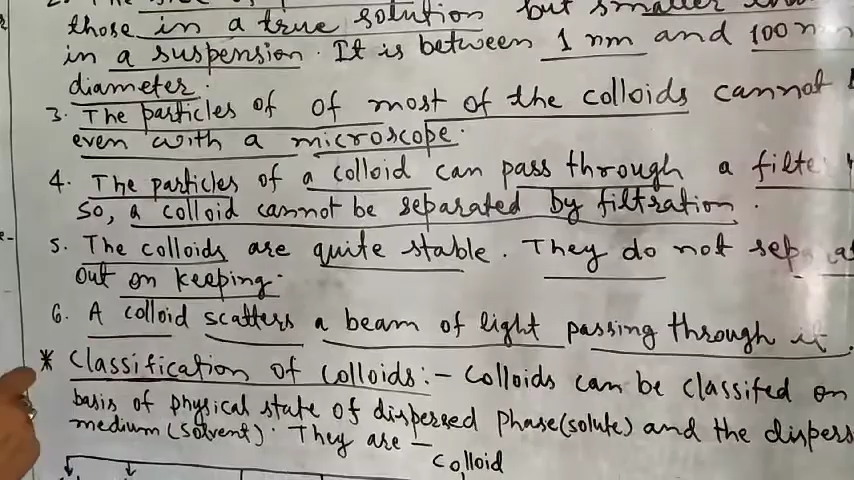 those in a true solution but smaller
in a suspension. It is between 1 nm and 100 nm
diameter.
3. The particles of of most of the colloids cannot
even with a microscope.
4. The particles of a colloid can pass through a filte
So, a colloid cannot be separated by filtration.
5. The colloids are quite stable. They do not sep
out on keeping.
6. A colloid scatters a beam of light passing through it.
* Classification of colloids:- Colloids can be classified on
basis of physical state of dispersed Phase(solute) and the dispers
medium(solvent). They are –
colloid